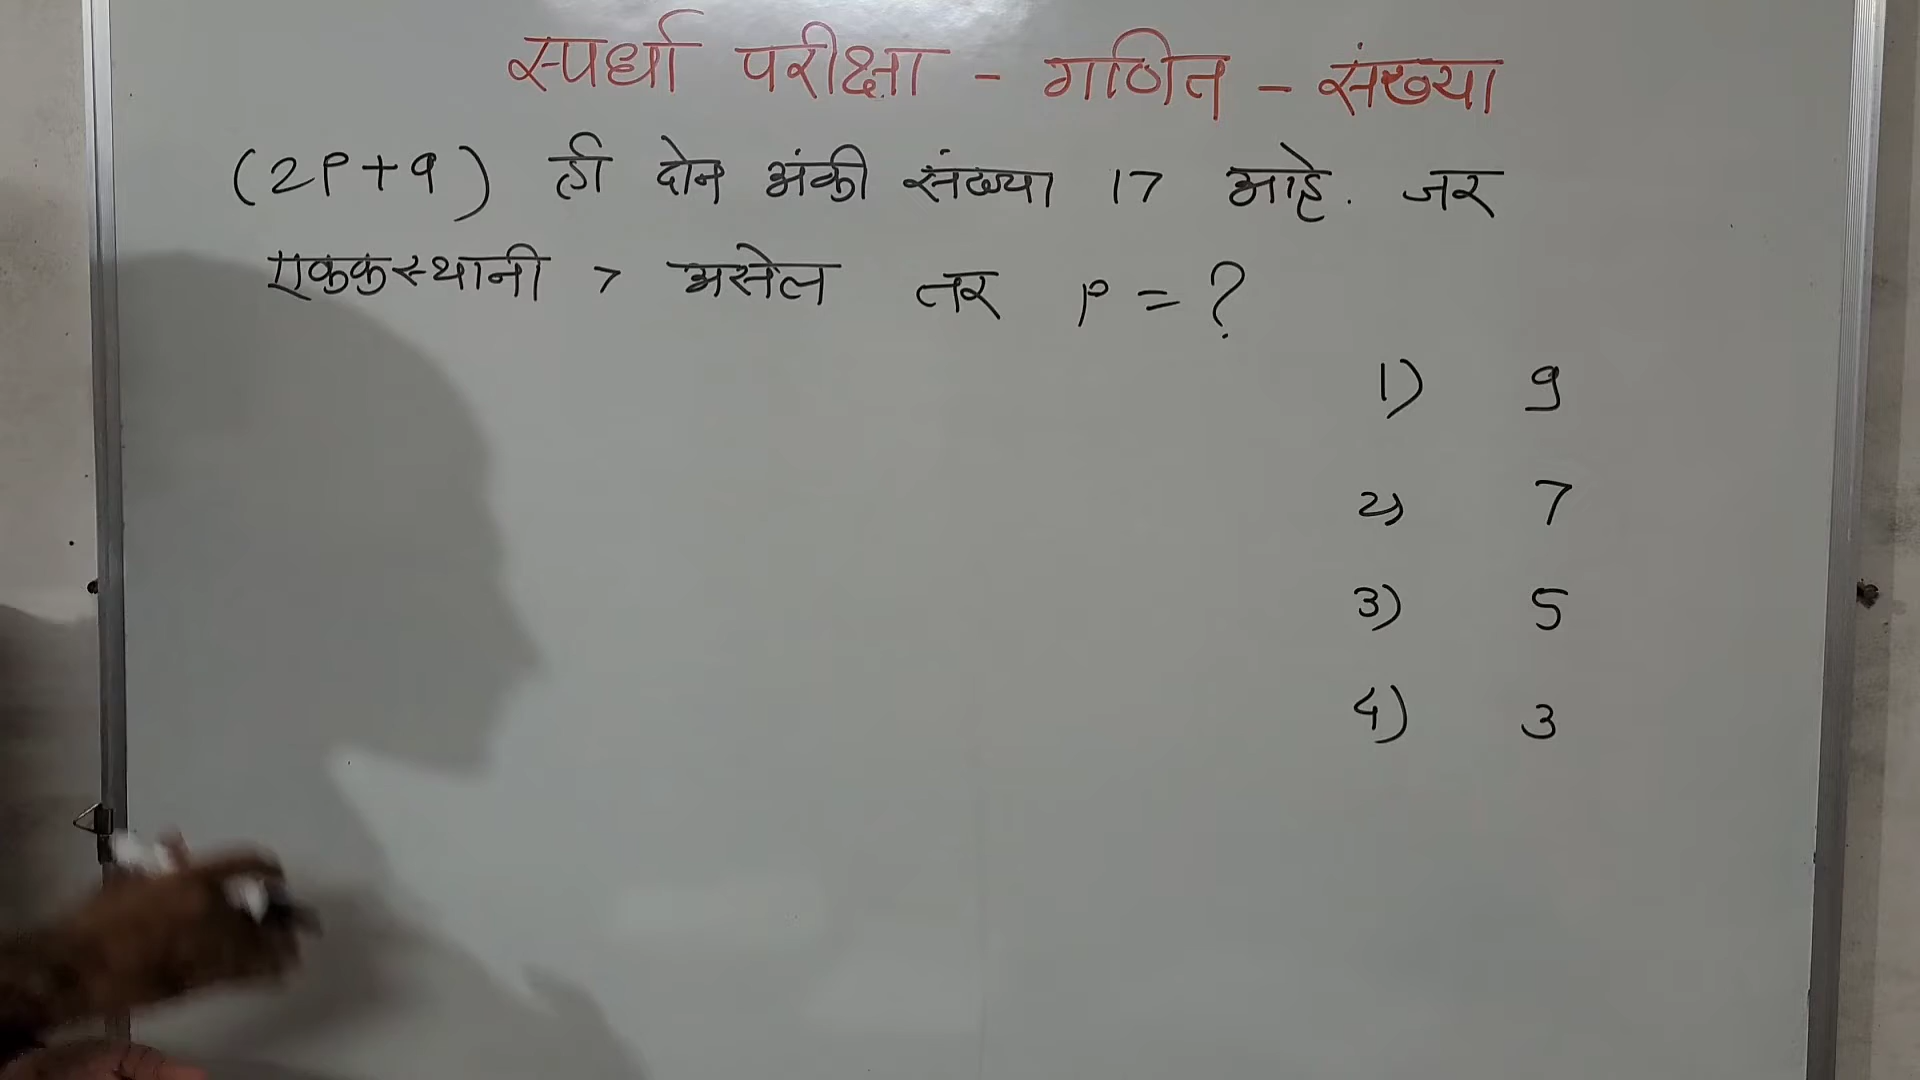 स्पर्धा परीक्षा - गणित - संख्या
(2P+9) ही दोन अंकी संख्या 17 आहे. जर
एककस्थानी 7 असेल तर P = ?
1) 9
2) 7
3) 5
4) 3